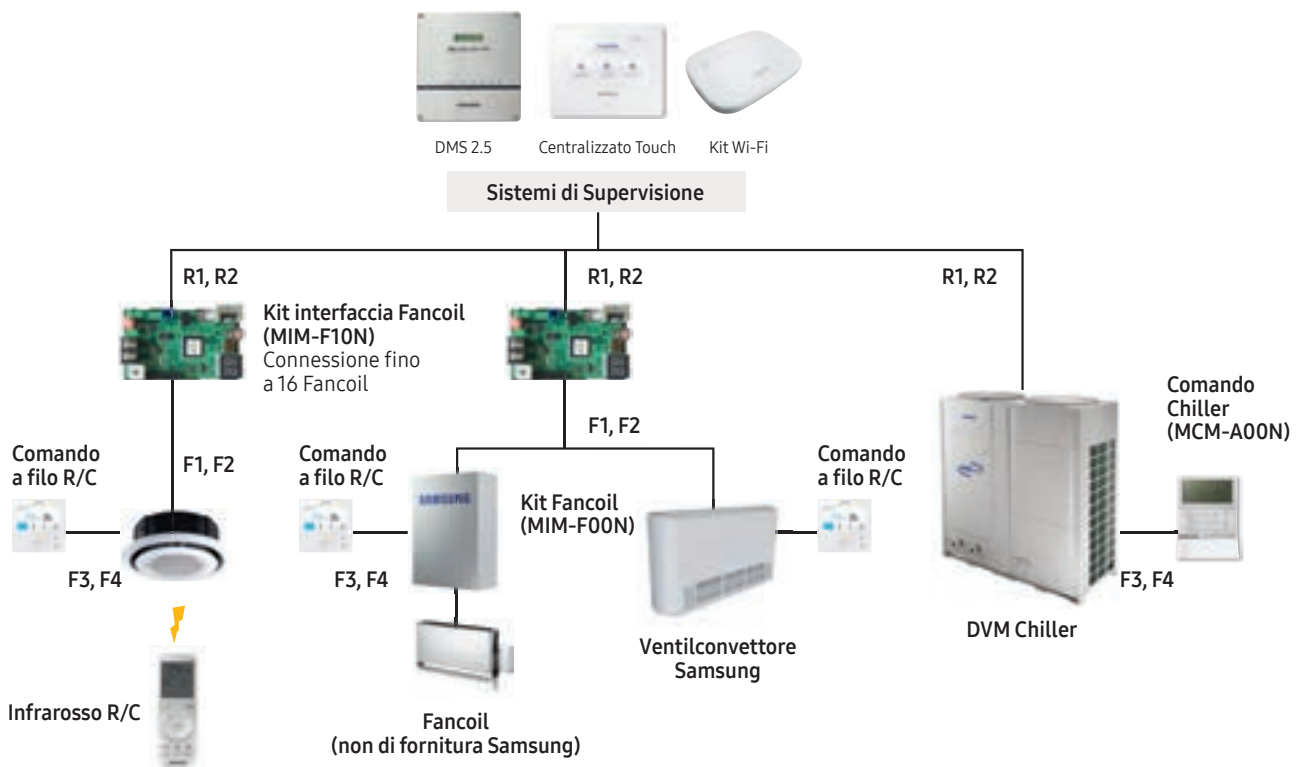 DMS 2.5
Centralizzato Touch
Kit Wi-Fi
Sistemi di Supervisione
R1, R2
R1, R2
R1, R2
Kit interfaccia Fancoil
(MIM-F10N)
Connessione fino
a 16 Fancoil
Comando
Chiller
(MCM-A00N)
F1, F2
Comando
a filo R/C
F1, F2
Comando
a filo R/C
SAMSUNG
Kit Fancoil
(MIM-F00N)
Comando
a filo R/C
F3, F4
F3, F4
F3, F4
DVM Chiller
Ventilconvettore
Samsung
Infrarosso R/C
Fancoil
(non di fornitura Samsung)